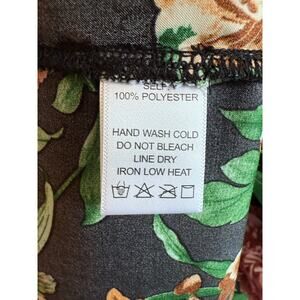 SELF
100% POLYESTER
HAND WASH COLD
DO NOT BLEACH
LINE DRY
IRON LOW HEAT